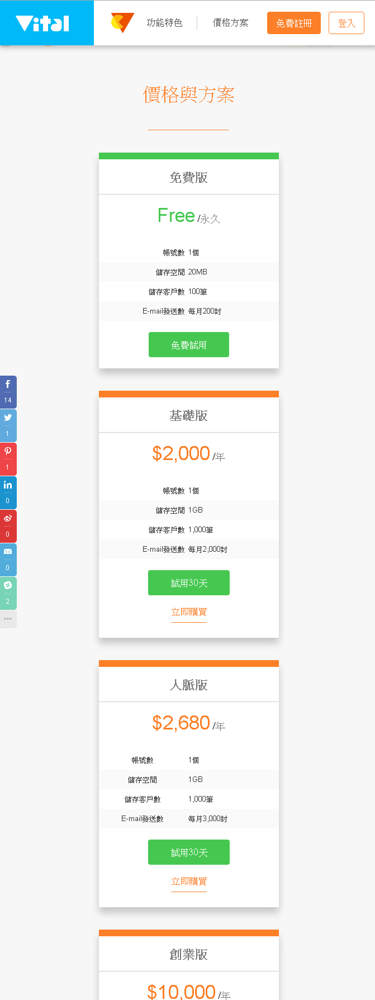 Vital
功能特色
價格方案
免費註冊
登入
價格與方案
免費版
Free /永久
帳號數 1個
儲存空間 20MB
儲存客戶數 100筆
E-mail發送數 每月200封
免費試用
14
1
1
0
0
0
2
基礎版
$2,000 /年
帳號數 1個
儲存空間 1GB
儲存客戶數 1,000筆
E-mail發送數 每月2,000封
試用30天
立即購買
人脈版
$2,680 /年
帳號數 1個
儲存空間 1GB
儲存客戶數 1,000筆
E-mail發送數 每月3,000封
試用30天
立即購買
創業版
$10,000 /年